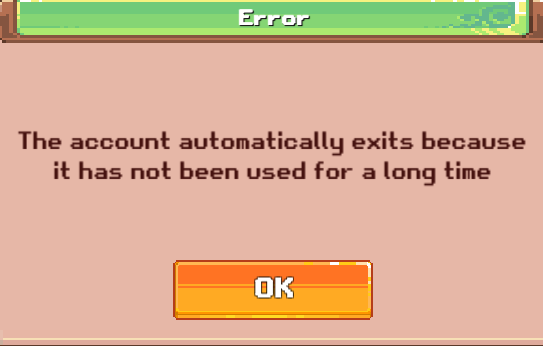 Error
The account automatically exits because
it has not been used for a long time
OK